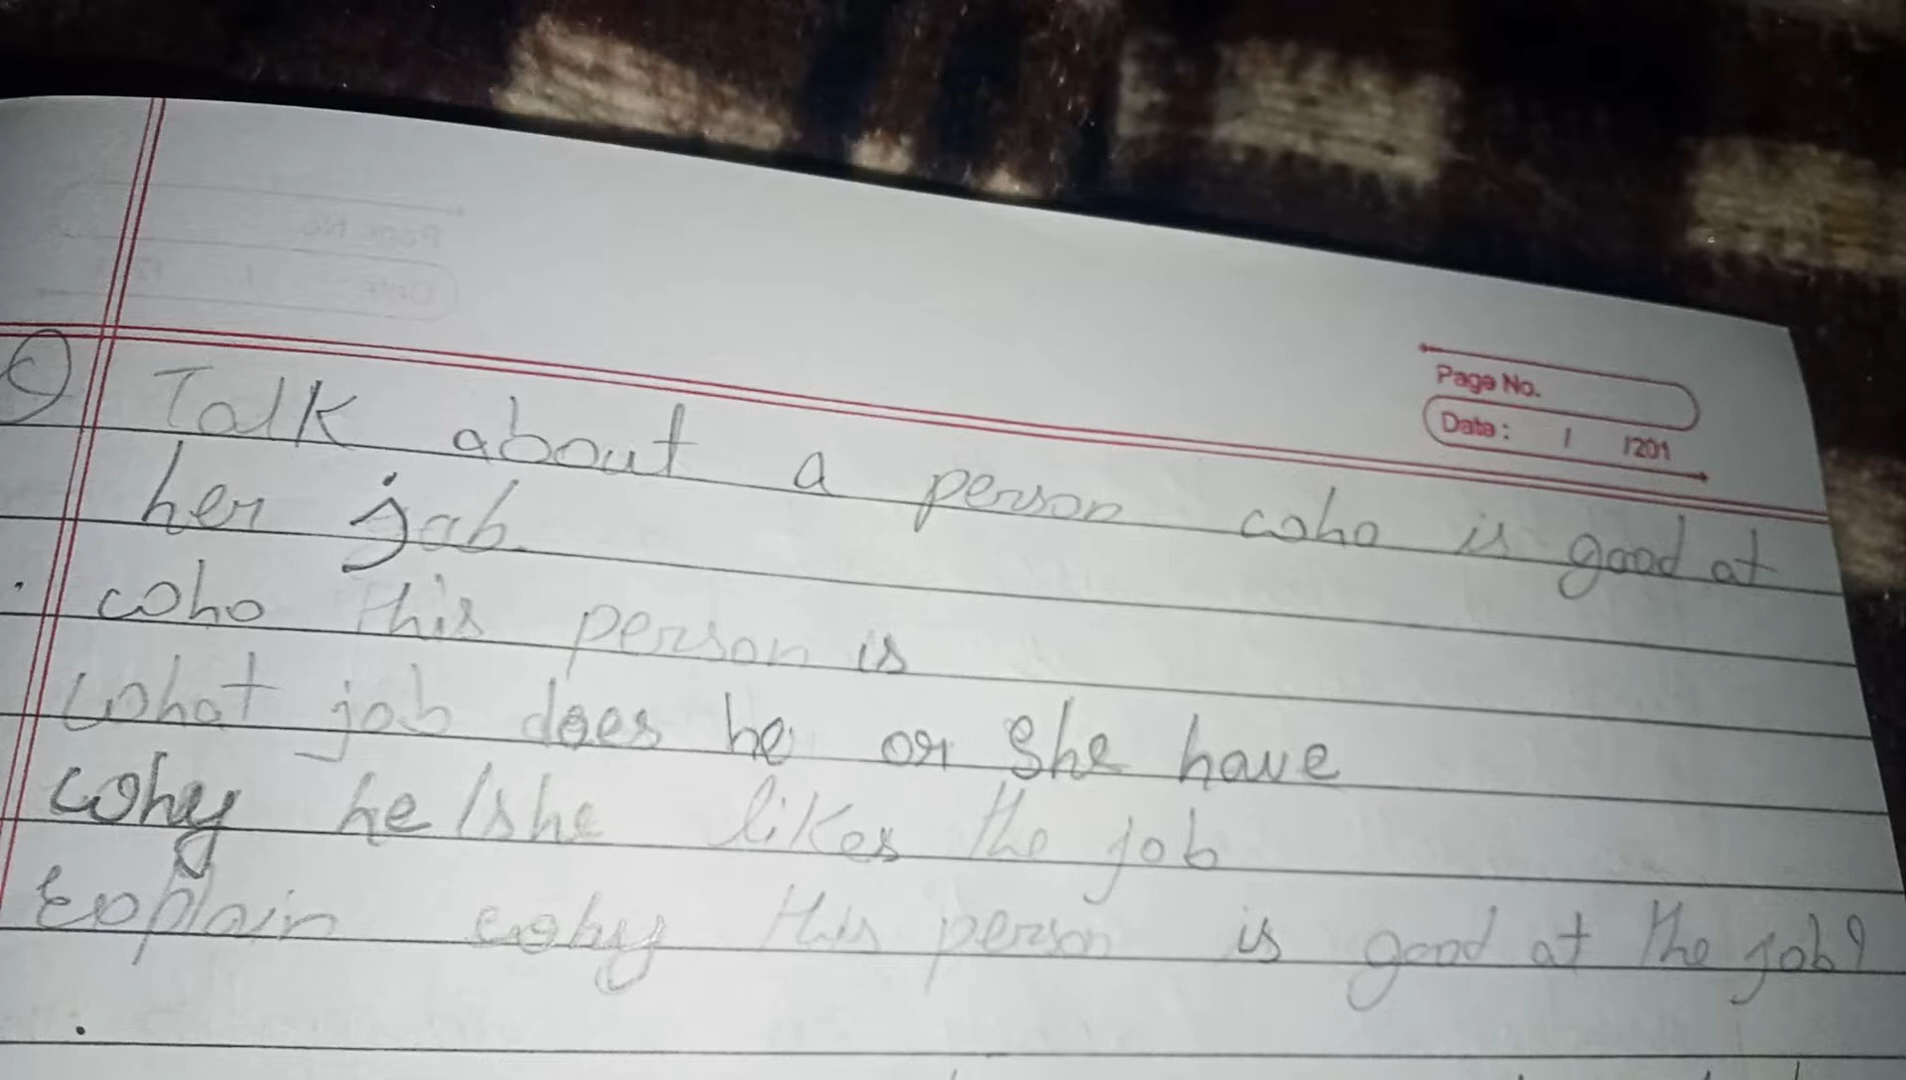 Page No.
Date: / /201
Talk about a person who is good at
her job.
who this person is
what job does he or she have
why he/she likes the job
Explain why this person is good at the job?